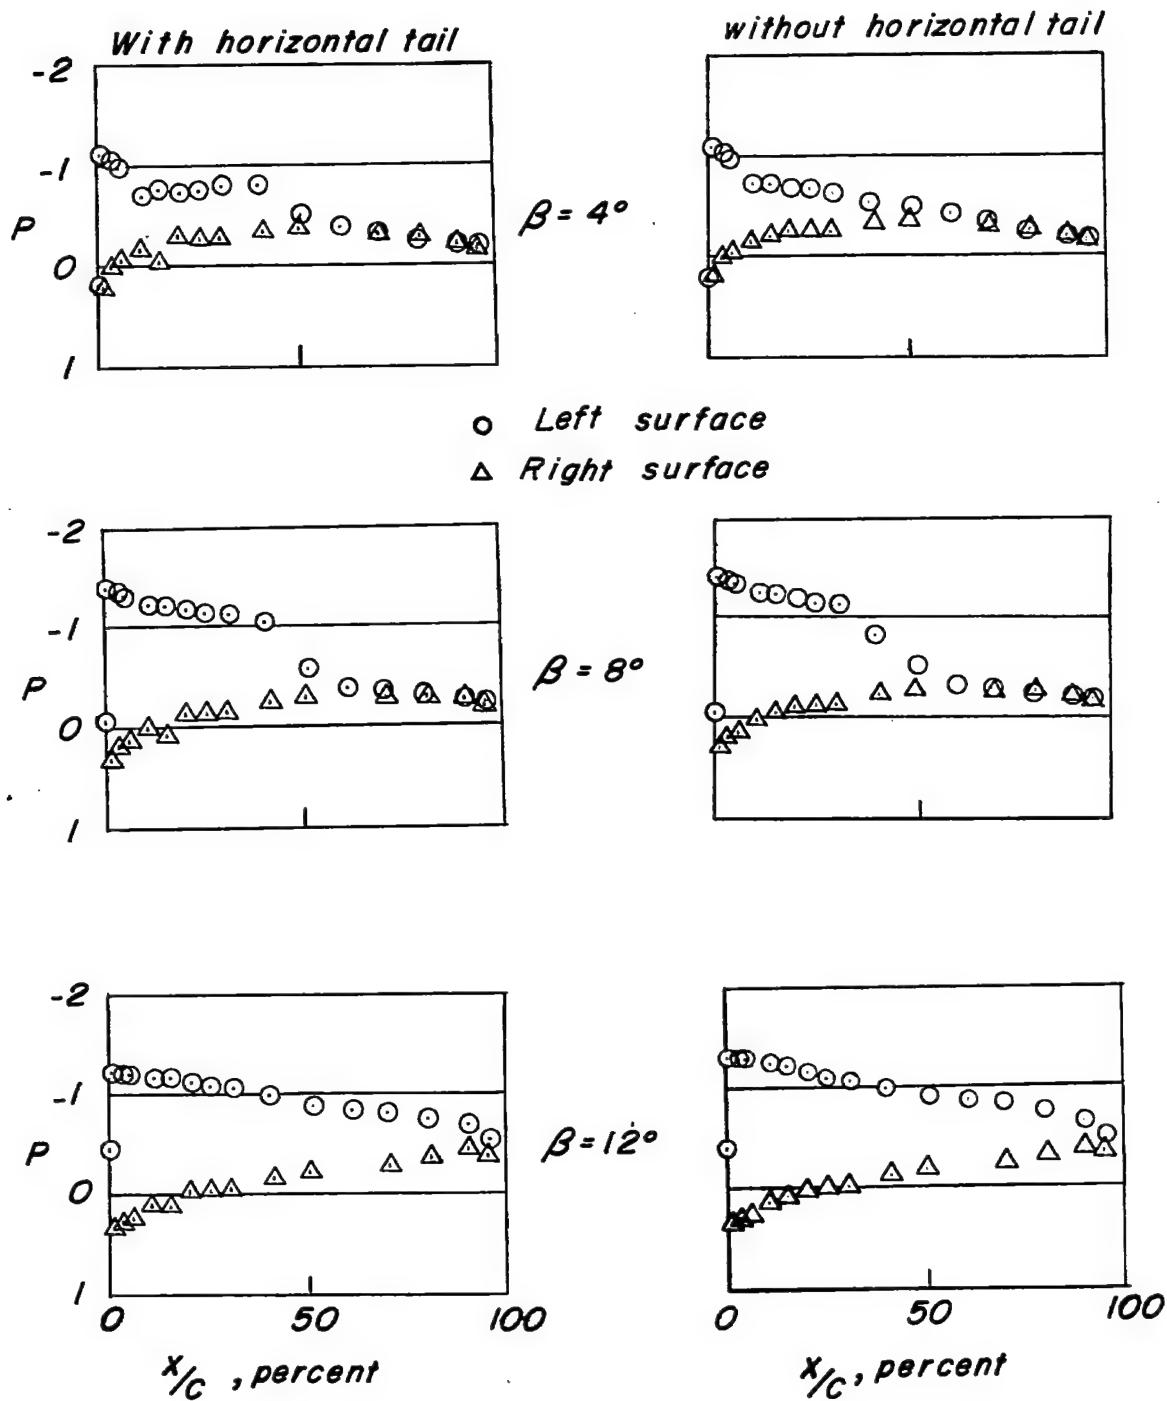 With horizontal tail
without horizontal tail
-2
-1
P
0
1
β = 4°
Left surface
Right surface
-2
-1
P
0
1
β = 8°
-2
-1
P
0
1
β = 12°
0 50 100
0 50 100
x/c, percent
x/c, percent